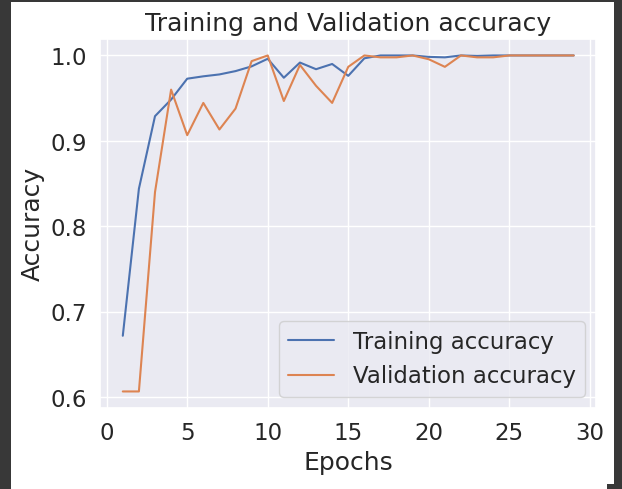 Training and Validation accuracy
1.0
0.9
0.8
0.7
0.6
Accuracy
Training accuracy
Validation accuracy
0 5 10 15 20 25 30
Epochs